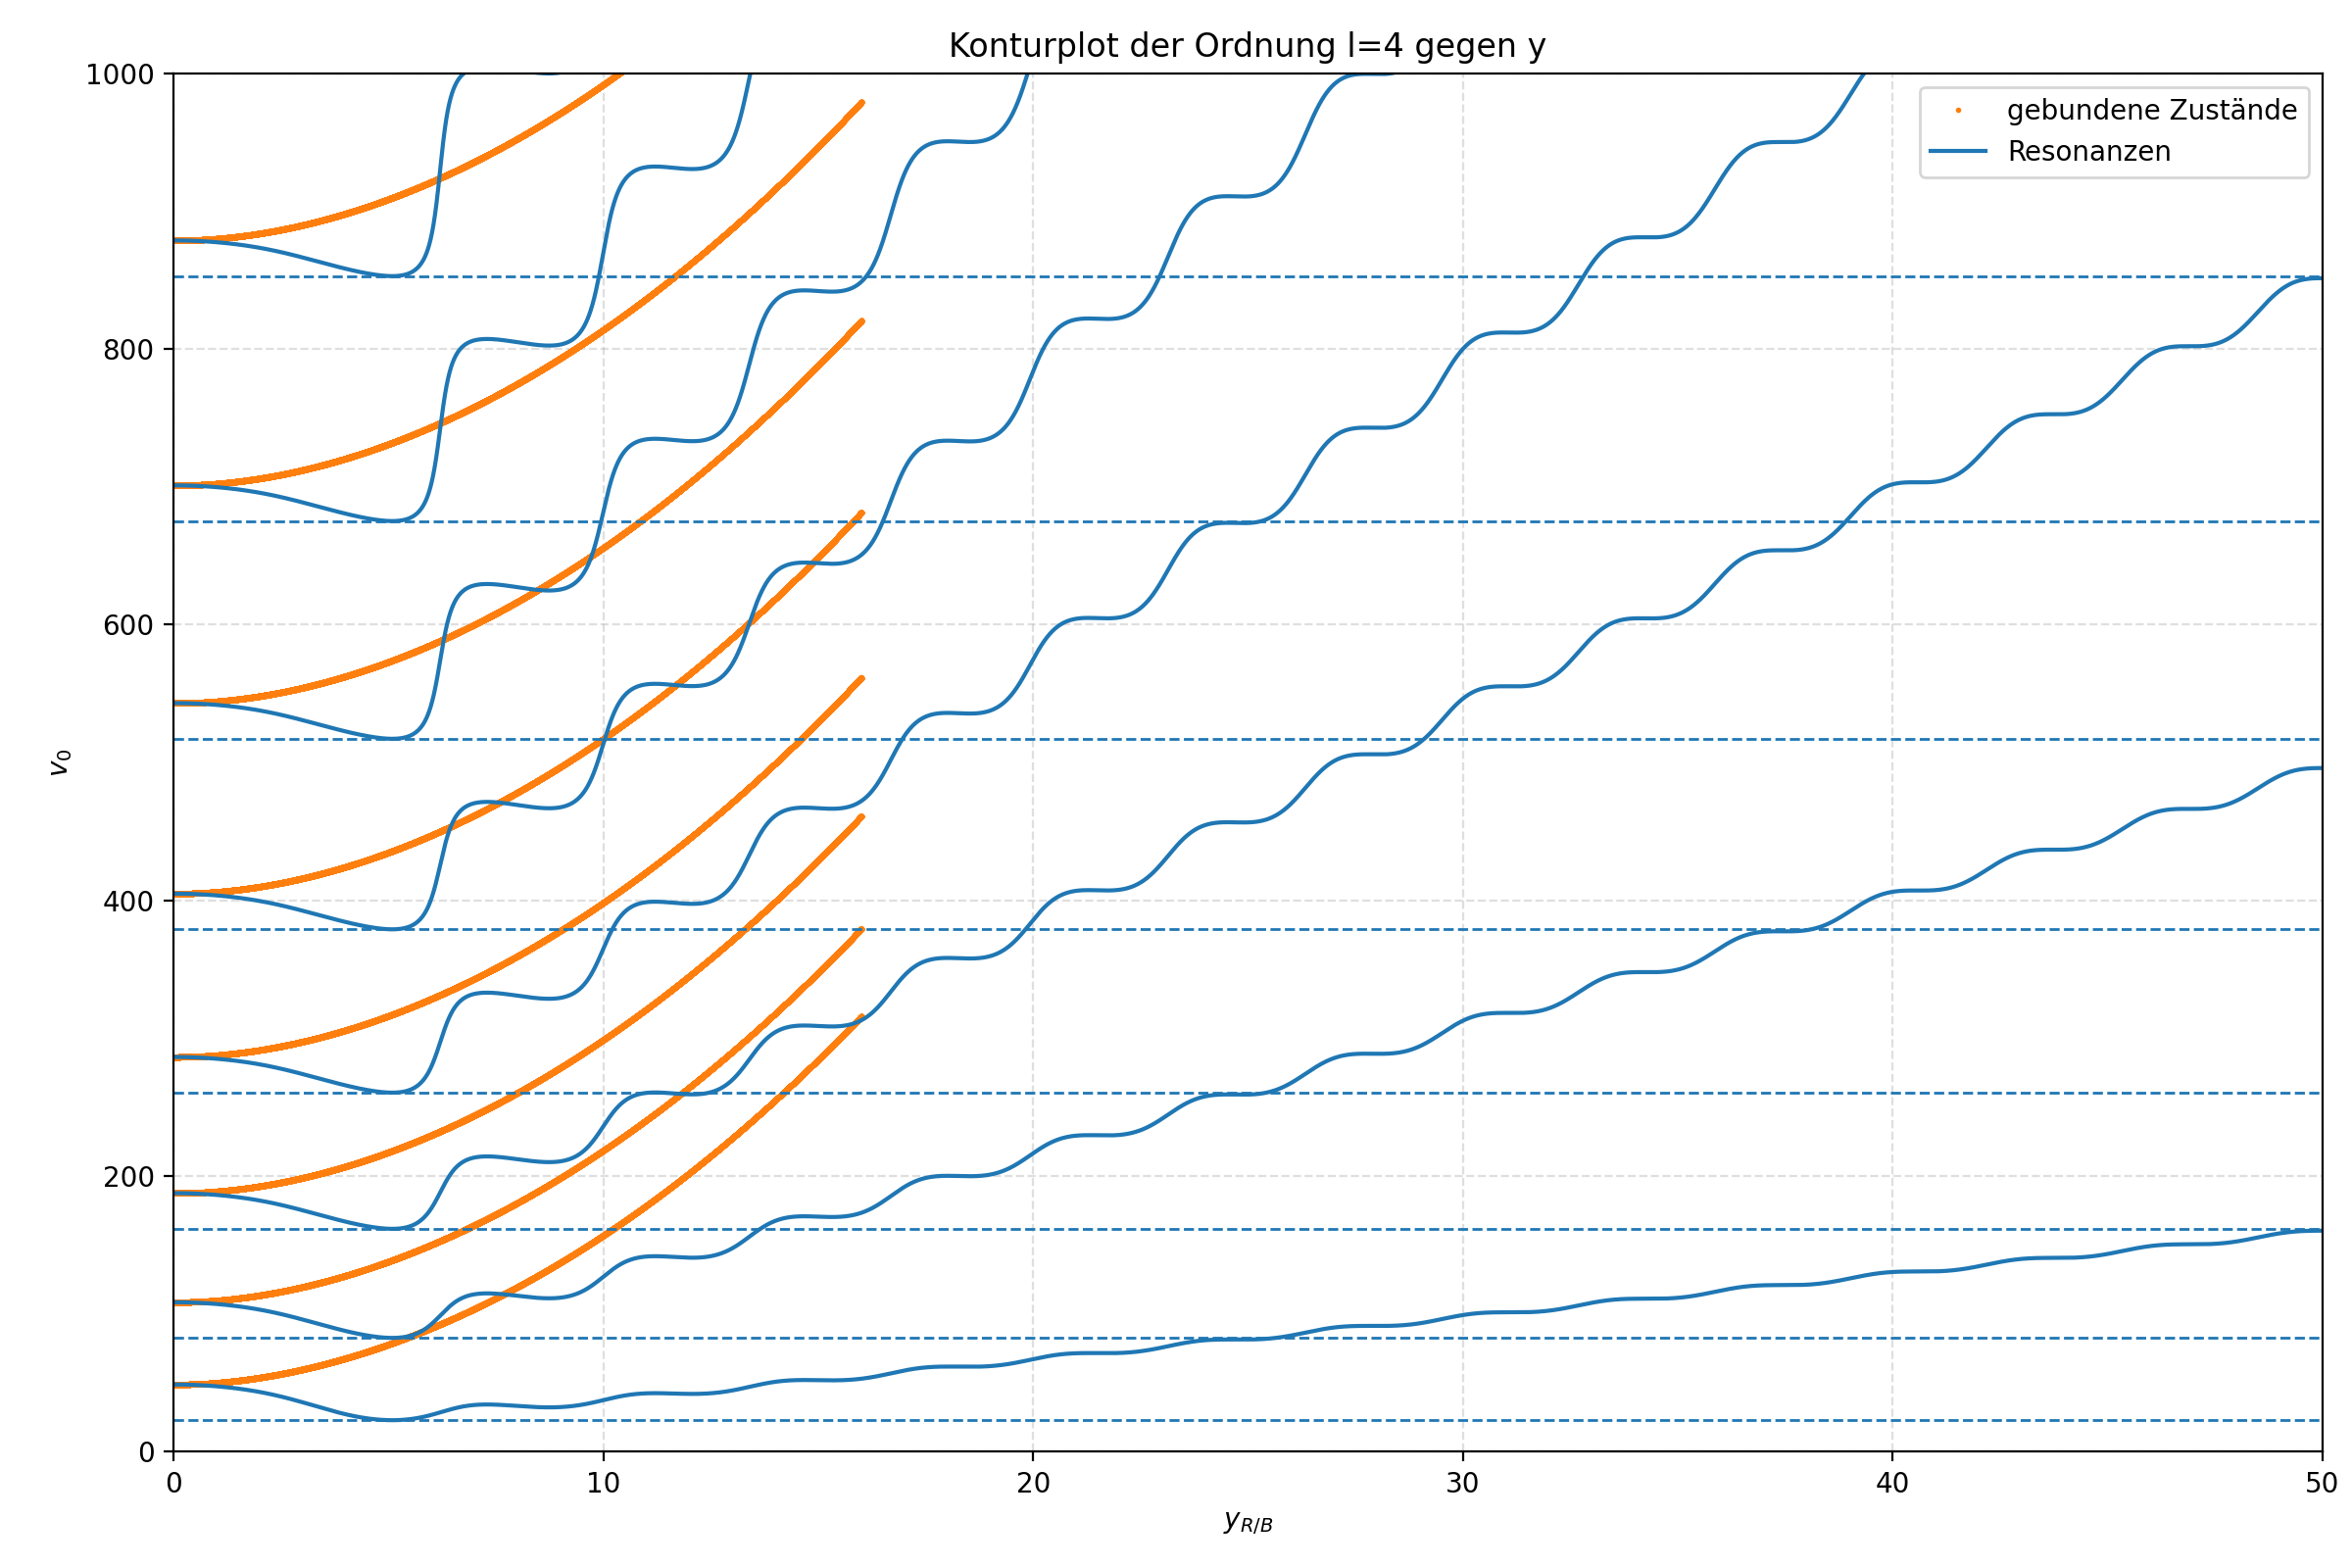 Konturplot der Ordnung l=4 gegen y
1000
800
600
400
200
0
v₀
gebundene Zustände
Resonanzen
0 10 20 30 40 50
y_{R/B}